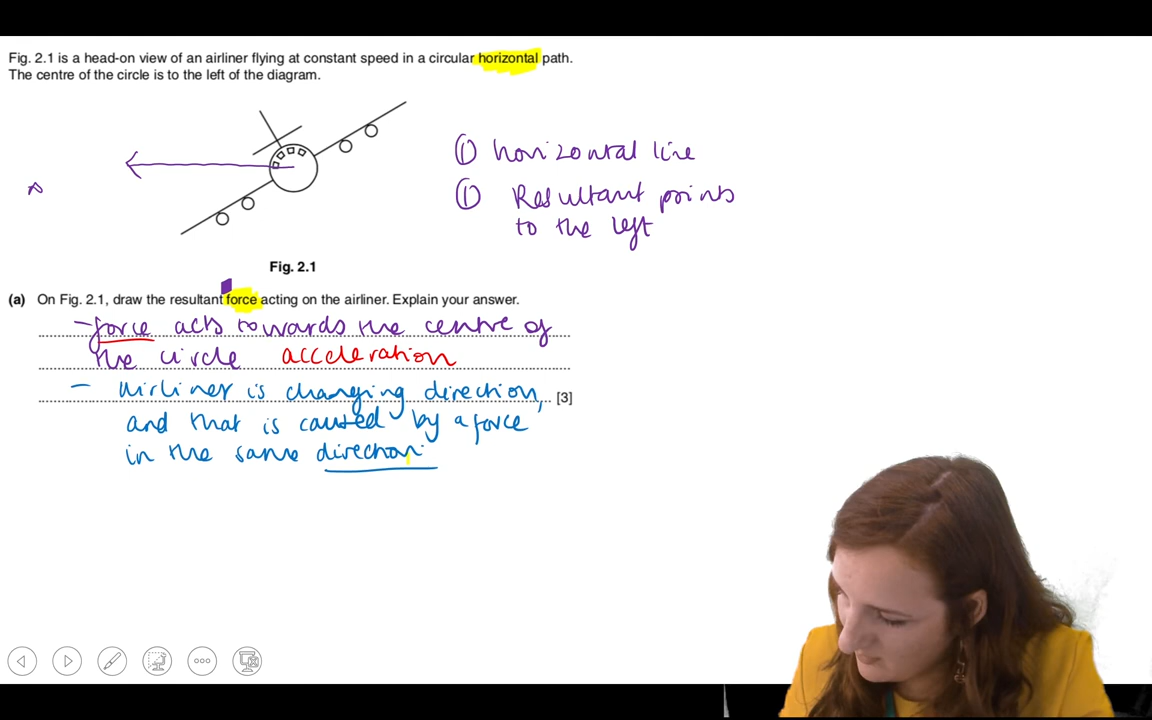 Fig. 2.1 is a head-on view of an airliner flying at constant speed in a circular horizontal path.
The centre of the circle is to the left of the diagram.
① horizontal line
① Resultant points
to the left
Fig. 2.1
(a) On Fig. 2.1, draw the resultant force acting on the airliner. Explain your answer.
- force acts towards the centre of
the circle acceleration
- Airliner is changing direction, [3]
and that is caused by a force
in the same direction